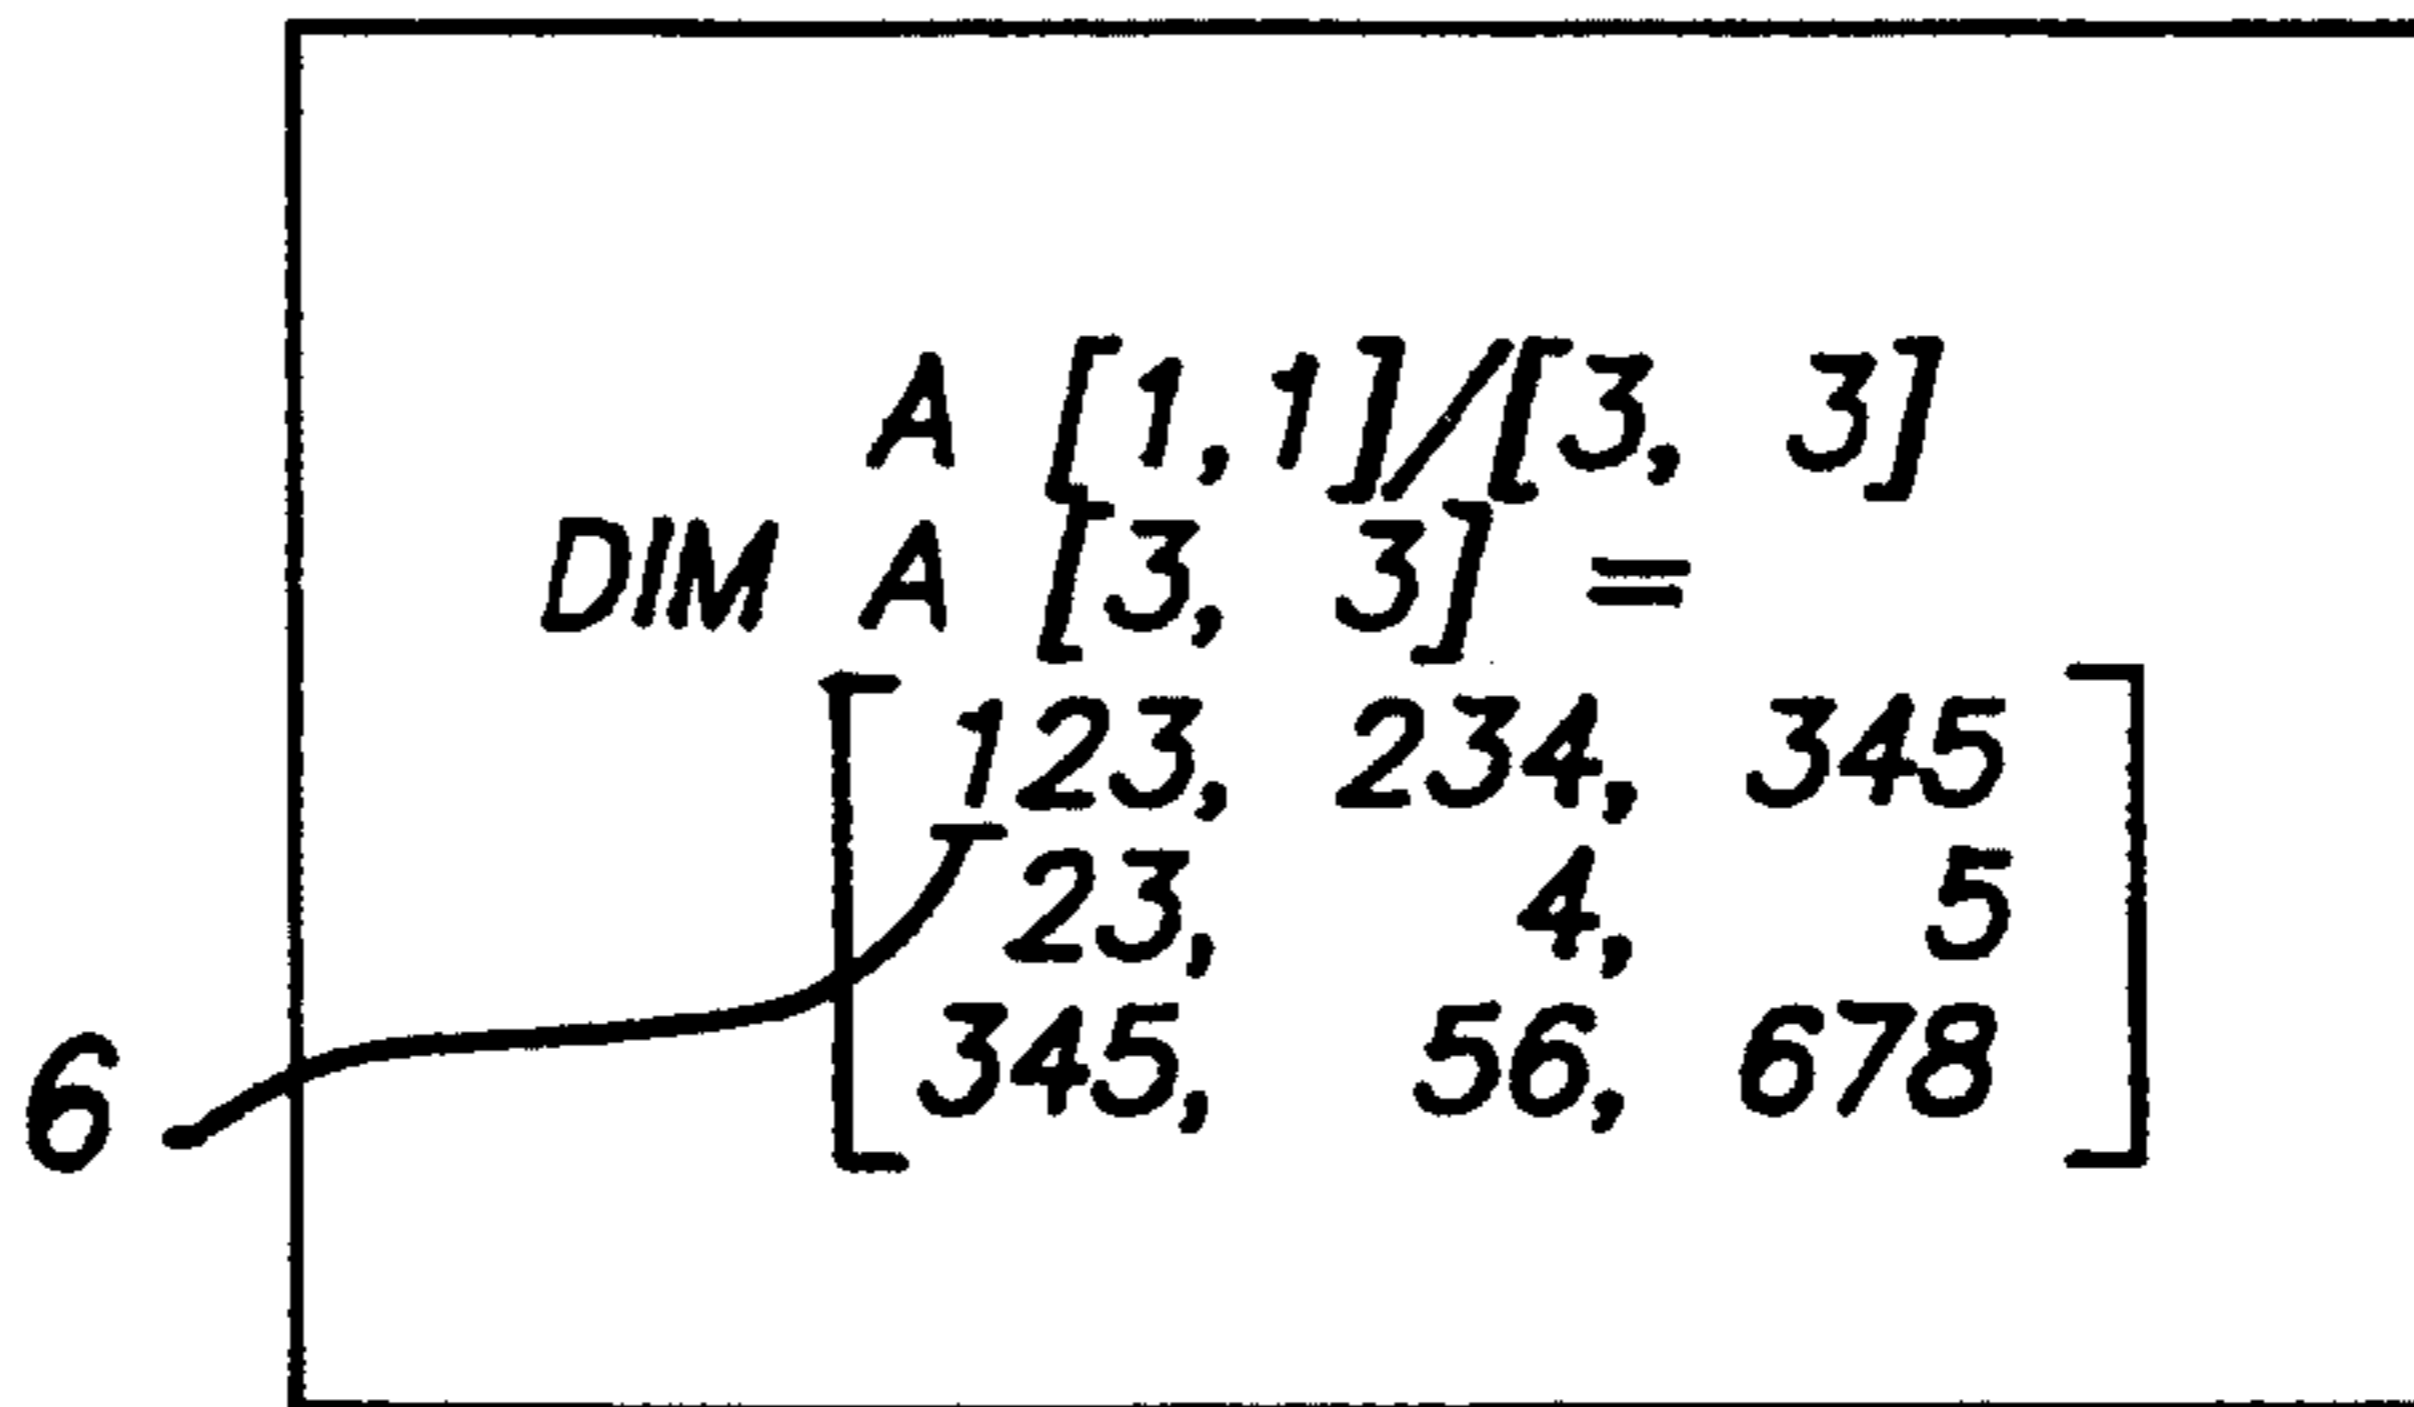 A [1,1]/[3, 3]
DIM A [3, 3] =
123, 234, 345
23, 4, 5
345, 56, 678
6